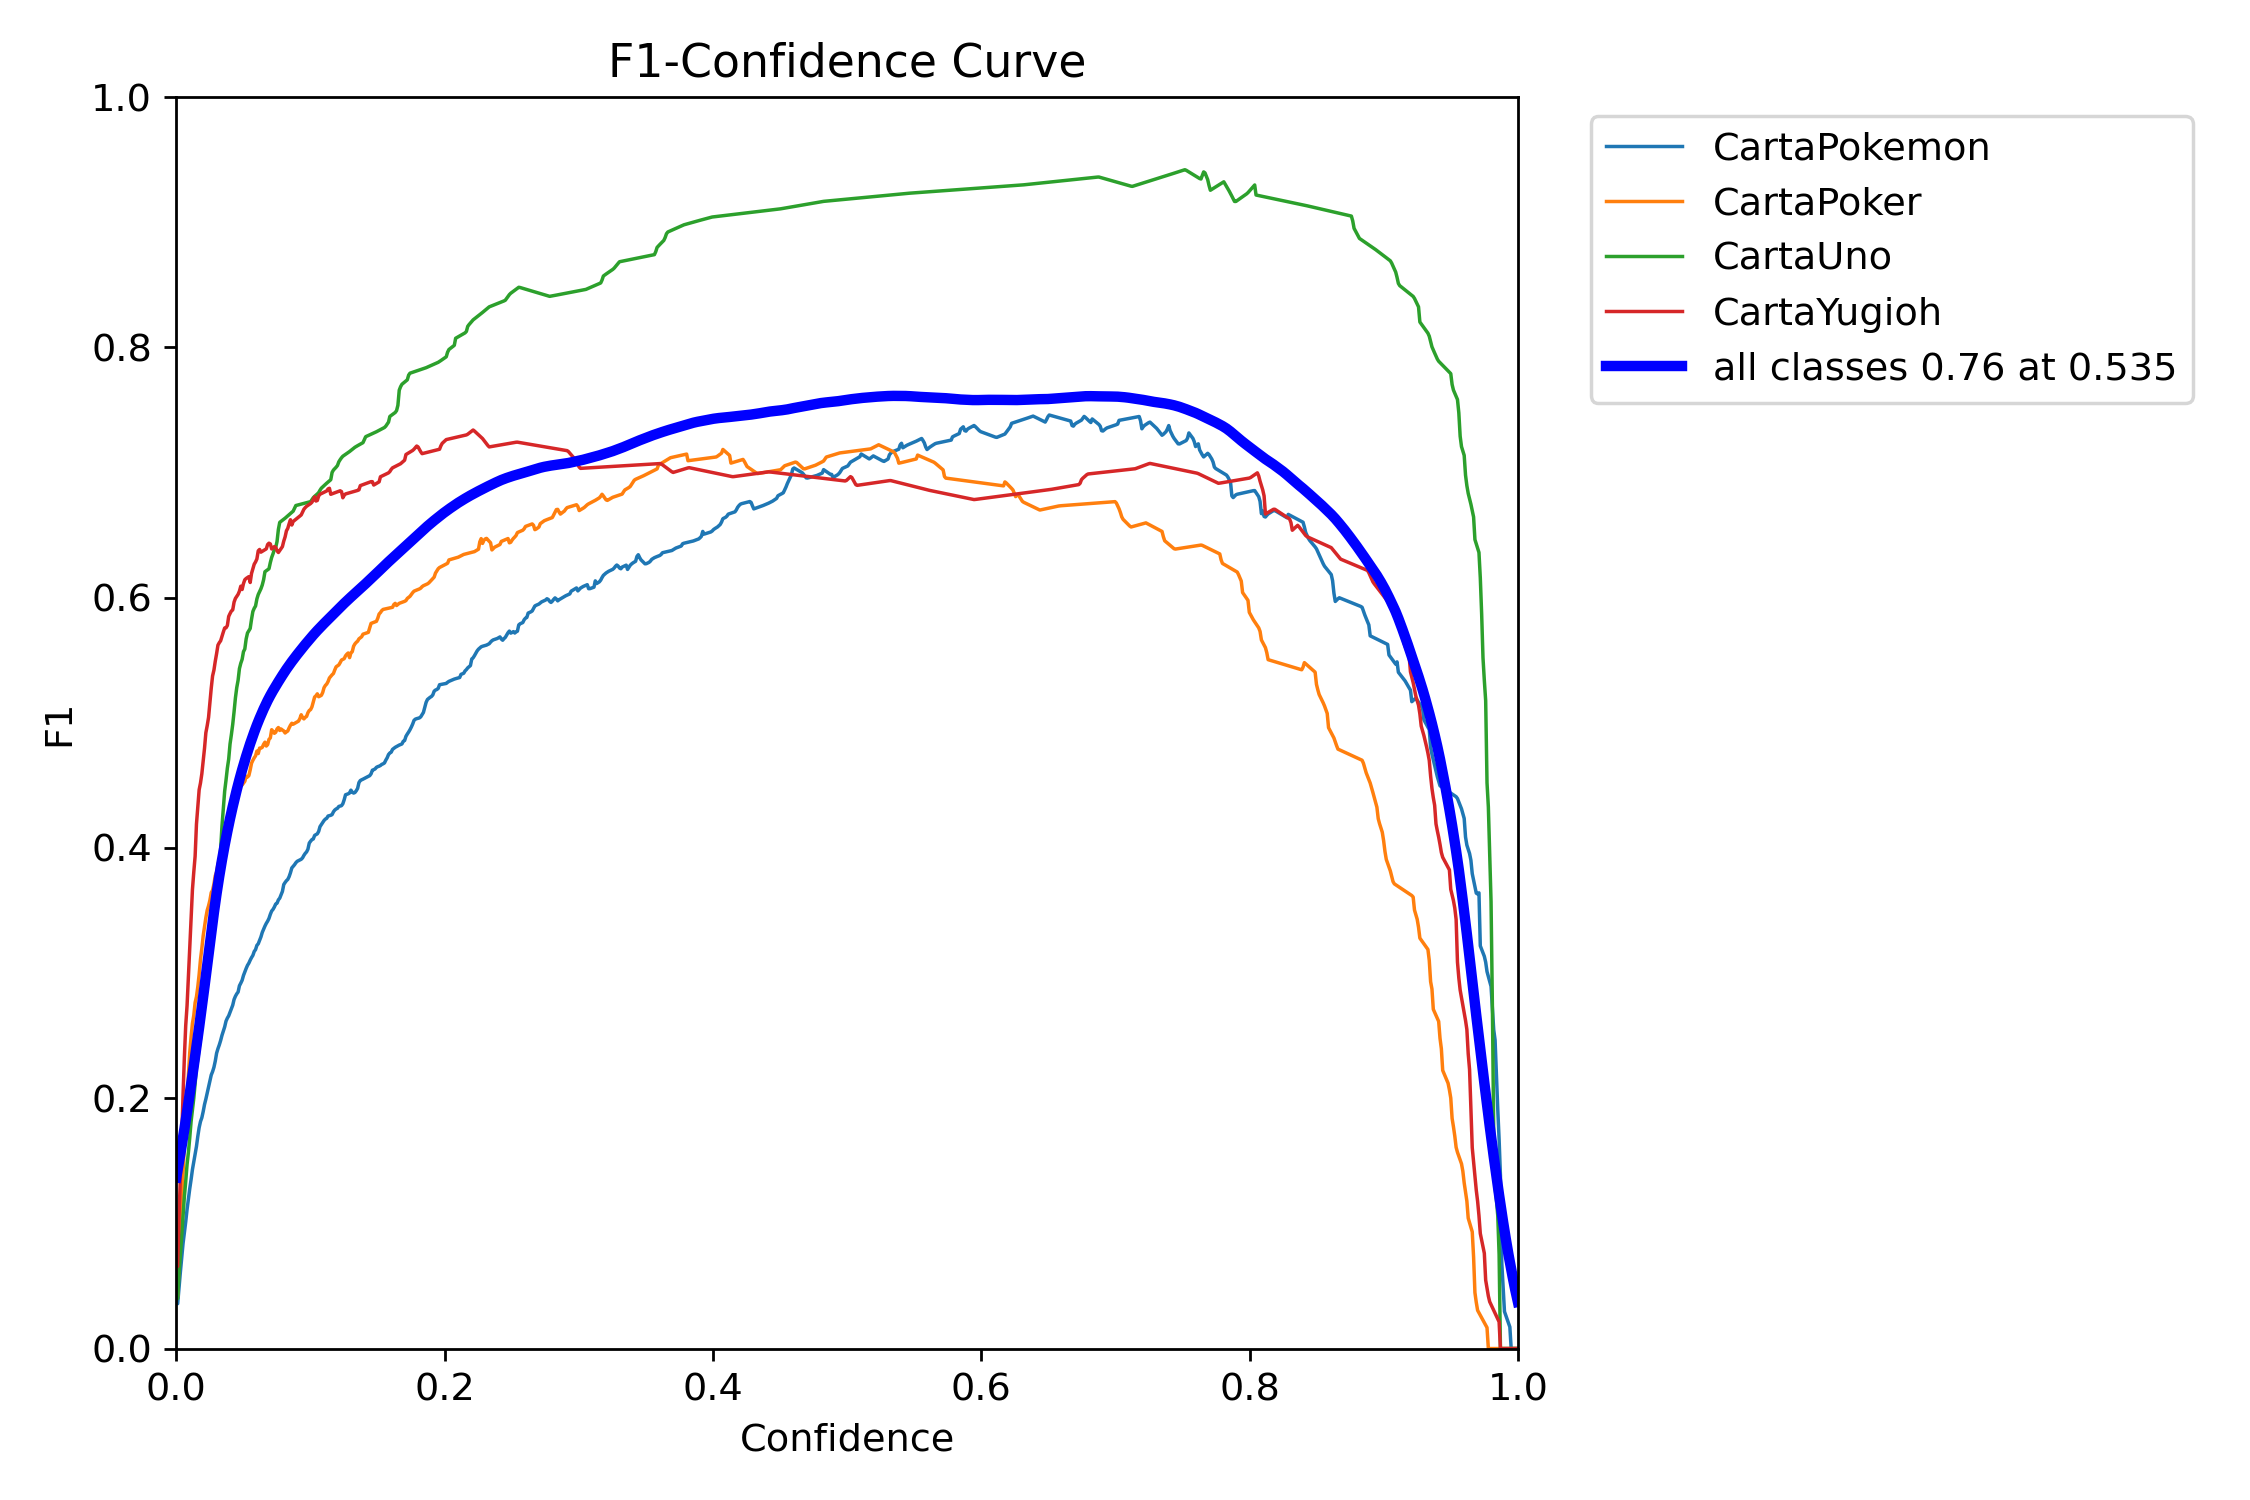 F1-Confidence Curve
1.0
0.8
0.6
0.4
0.2
0.0
F1
0.0 0.2 0.4 0.6 0.8 1.0
Confidence
CartaPokemon
CartaPoker
CartaUno
CartaYugioh
all classes 0.76 at 0.535